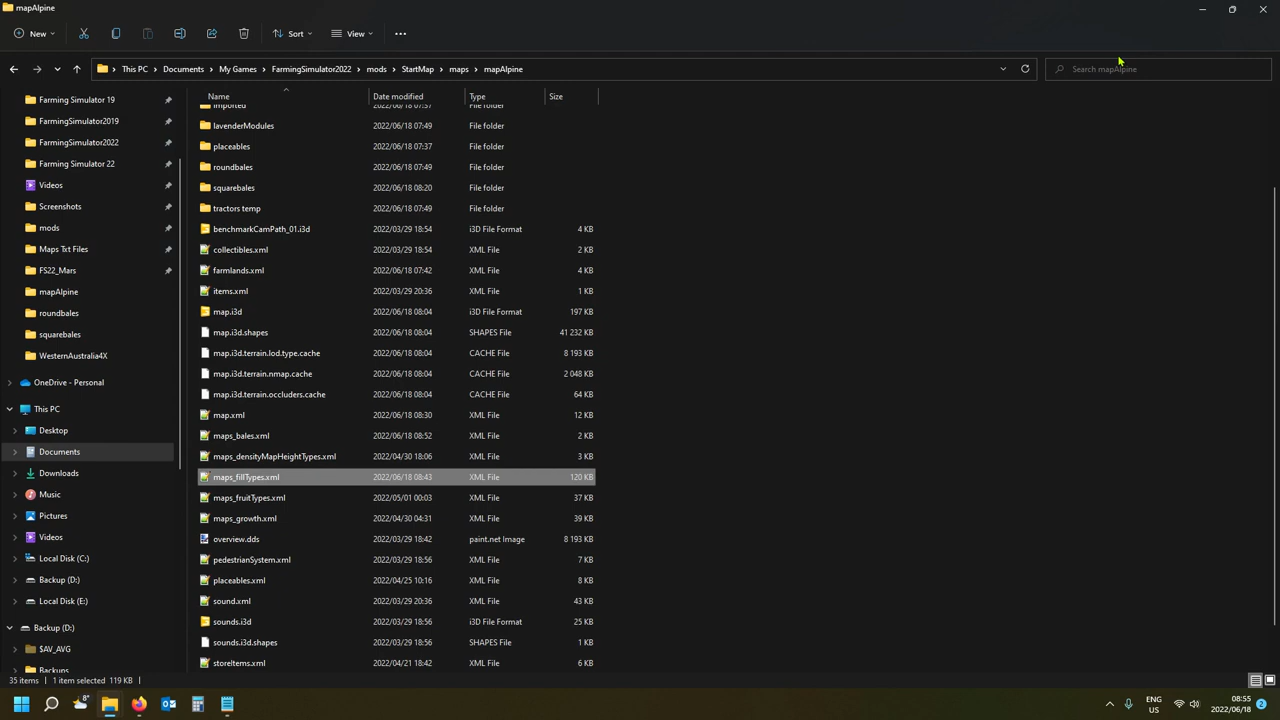 mapAlpine
New
Sort
View
This PC > Documents > My Games > FarmingSimulator2022 > mods > StartMap > maps > mapAlpine
Search mapAlpine
Name Date modified Type Size
Farming Simulator 19
FarmingSimulator2019
FarmingSimulator2022
Farming Simulator 22
Videos
Screenshots
mods
Maps Txt Files
FS22_Mars
mapAlpine
roundbales
squarebales
WesternAustralia4X
OneDrive - Personal
This PC
Desktop
Documents
Downloads
Music
Pictures
Videos
Local Disk (C:)
Backup (D:)
Local Disk (E:)
Backup (D:)
$AV_AVG
Backups
imported 2022/06/18 07:37 File folder
lavenderModules 2022/06/18 07:49 File folder
placeables 2022/06/18 07:37 File folder
roundbales 2022/06/18 07:49 File folder
squarebales 2022/06/18 08:20 File folder
tractors temp 2022/06/18 07:49 File folder
benchmarkCamPath_01.i3d 2022/03/29 18:54 i3D File Format 4 KB
collectibles.xml 2022/03/29 18:54 XML File 2 KB
farmlands.xml 2022/06/18 07:42 XML File 4 KB
items.xml 2022/03/29 20:36 XML File 1 KB
map.i3d 2022/06/18 08:04 i3D File Format 197 KB
map.i3d.shapes 2022/06/18 08:04 SHAPES File 41 232 KB
map.i3d.terrain.lod.type.cache 2022/06/18 08:04 CACHE File 8 193 KB
map.i3d.terrain.nmap.cache 2022/06/18 08:04 CACHE File 2 048 KB
map.i3d.terrain.occluders.cache 2022/06/18 08:04 CACHE File 64 KB
map.xml 2022/06/18 08:30 XML File 12 KB
maps_bales.xml 2022/06/18 08:52 XML File 2 KB
maps_densityMapHeightTypes.xml 2022/04/30 18:06 XML File 3 KB
maps_fillTypes.xml 2022/06/18 08:43 XML File 120 KB
maps_fruitTypes.xml 2022/05/01 00:03 XML File 37 KB
maps_growth.xml 2022/04/30 04:31 XML File 39 KB
overview.dds 2022/03/29 18:42 paint.net Image 8 193 KB
pedestrianSystem.xml 2022/03/29 18:56 XML File 7 KB
placeables.xml 2022/04/25 10:16 XML File 8 KB
sound.xml 2022/03/29 20:36 XML File 43 KB
sounds.i3d 2022/03/29 18:56 i3D File Format 25 KB
sounds.i3d.shapes 2022/03/29 18:56 SHAPES File 1 KB
storeItems.xml 2022/04/21 18:42 XML File 6 KB
35 items 1 item selected 119 KB
8°
ENG
US
08:55
2022/06/18
2